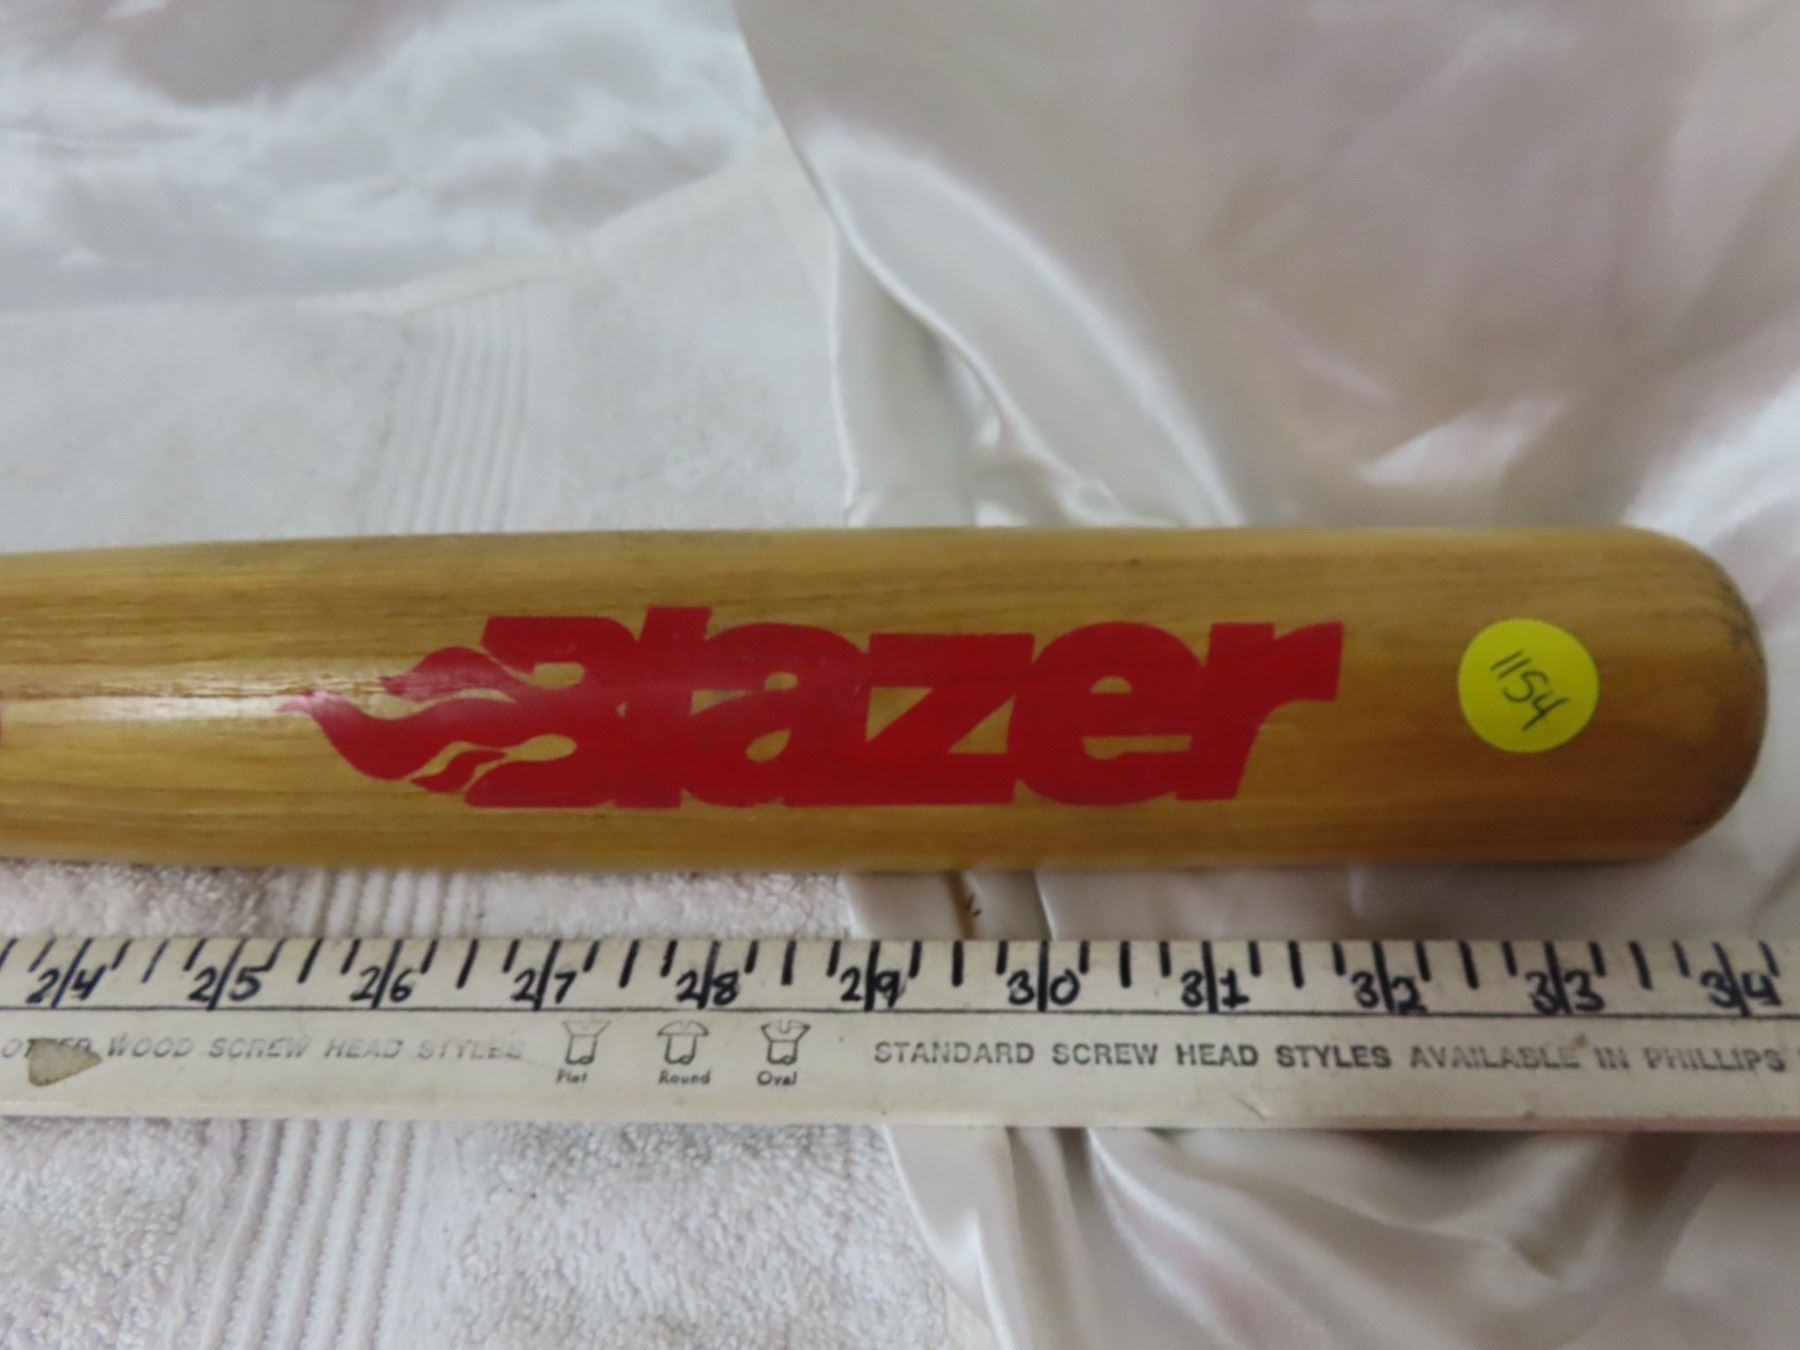 Blazer
1154
24 25 26 27 28 29 30 31 32 33 34
WOOD SCREW HEAD STYLES
Flat Round Oval
STANDARD SCREW HEAD STYLES AVAILABLE IN PHILLIPS